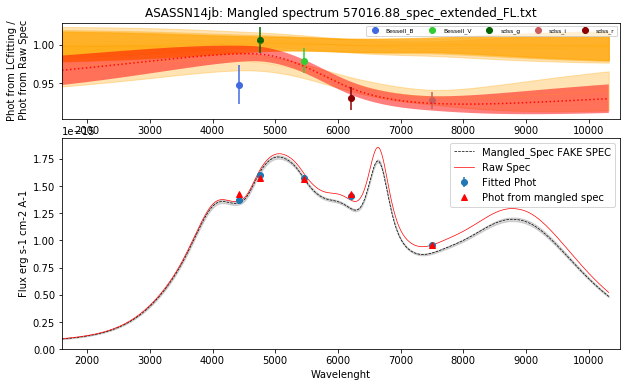 ASASSN14jb: Mangled spectrum 57016.88_spec_extended_FL.txt
Phot from LCfitting /
Phot from Raw Spec
1.00
0.95
Bessell_B
Bessell_V
sdss_g
sdss_i
sdss_r
2000 3000 4000 5000 6000 7000 8000 9000 10000
Flux erg s-1 cm-2 A-1
1.75
1.50
1.25
1.00
0.75
0.50
0.25
0.00
Mangled_Spec FAKE SPEC
Raw Spec
Fitted Phot
Phot from mangled spec
2000 3000 4000 5000 6000 7000 8000 9000 10000
Wavelenght